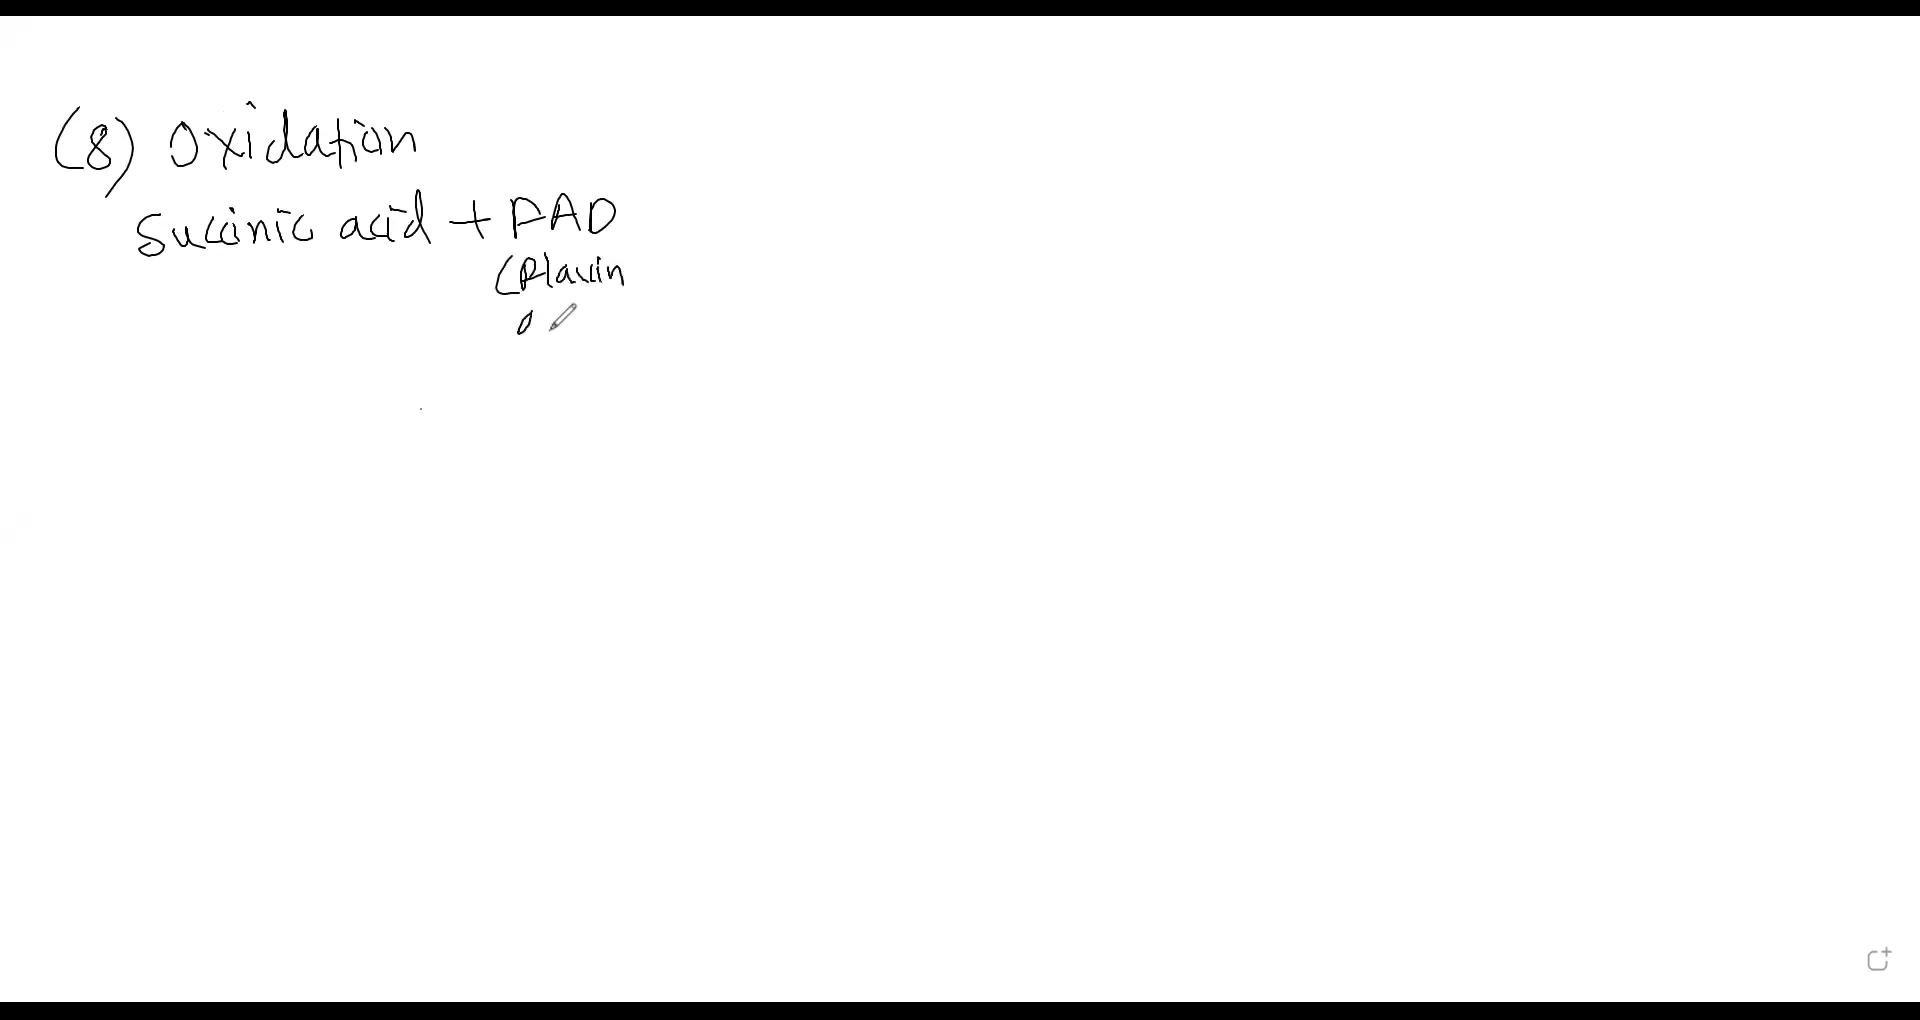 (8) Oxidation
Succinic acid + FAD
(Flavin